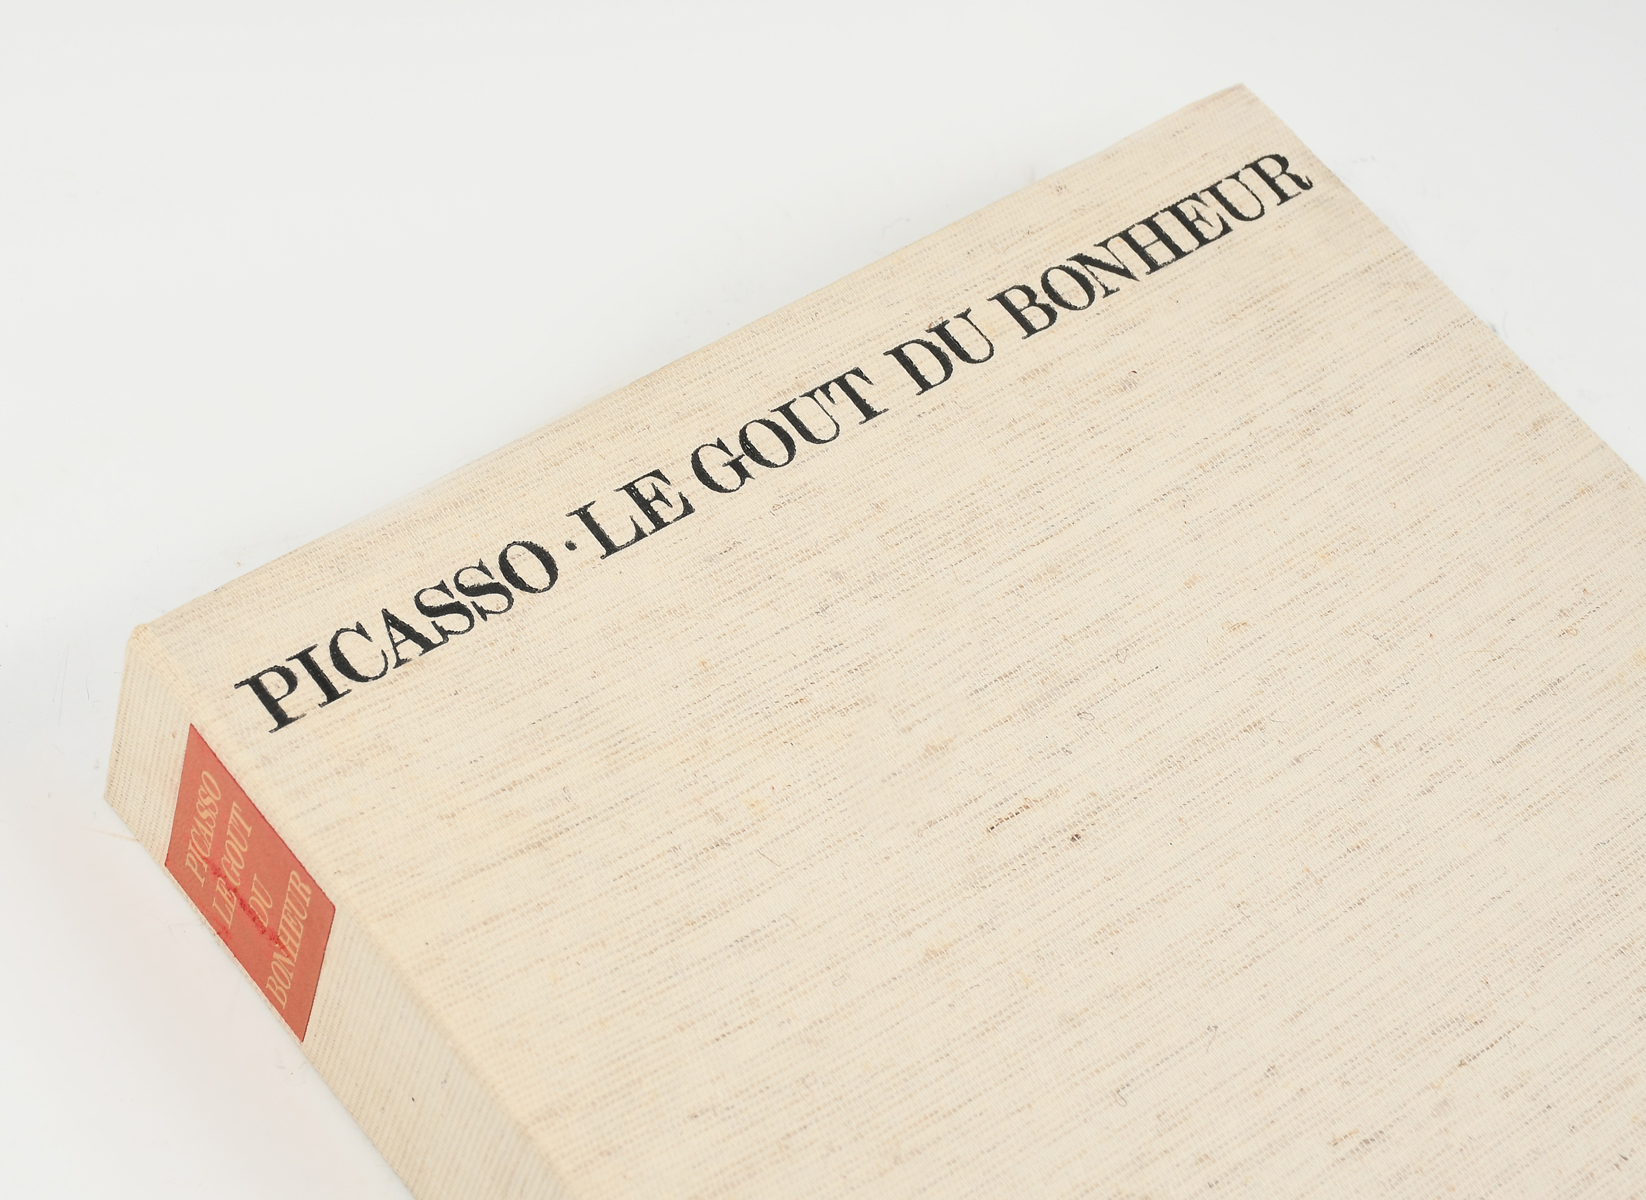 PICASSO·LE GOUT DU BONHEUR
PICASSO
LE GOUT
DU
BONHEUR